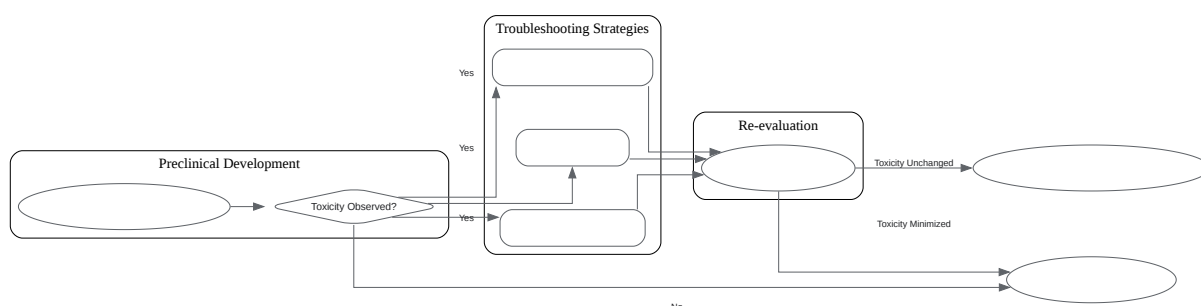 Troubleshooting Strategies
Yes
Re-evaluation
Yes
Preclinical Development
Toxicity Unchanged
Toxicity Observed?
Yes
Toxicity Minimized
No